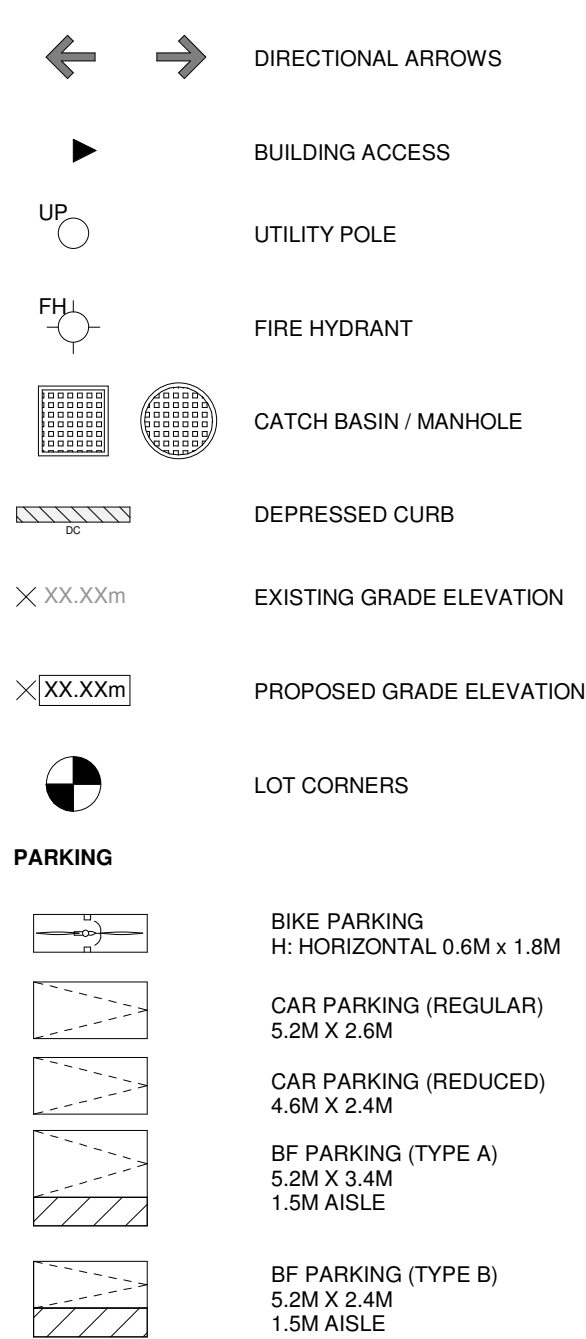 DIRECTIONAL ARROWS
BUILDING ACCESS
UP
UTILITY POLE
FH
FIRE HYDRANT
CATCH BASIN / MANHOLE
DC
DEPRESSED CURB
XX.XXm
EXISTING GRADE ELEVATION
XX.XXm
PROPOSED GRADE ELEVATION
LOT CORNERS
PARKING
BIKE PARKING
H: HORIZONTAL 0.6M x 1.8M
CAR PARKING (REGULAR)
5.2M X 2.6M
CAR PARKING (REDUCED)
4.6M X 2.4M
BF PARKING (TYPE A)
5.2M X 3.4M
1.5M AISLE
BF PARKING (TYPE B)
5.2M X 2.4M
1.5M AISLE